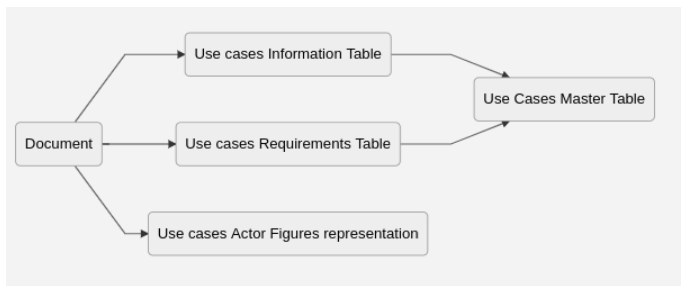 Use cases Information Table
Use Cases Master Table
Document
Use cases Requirements Table
Use cases Actor Figures representation